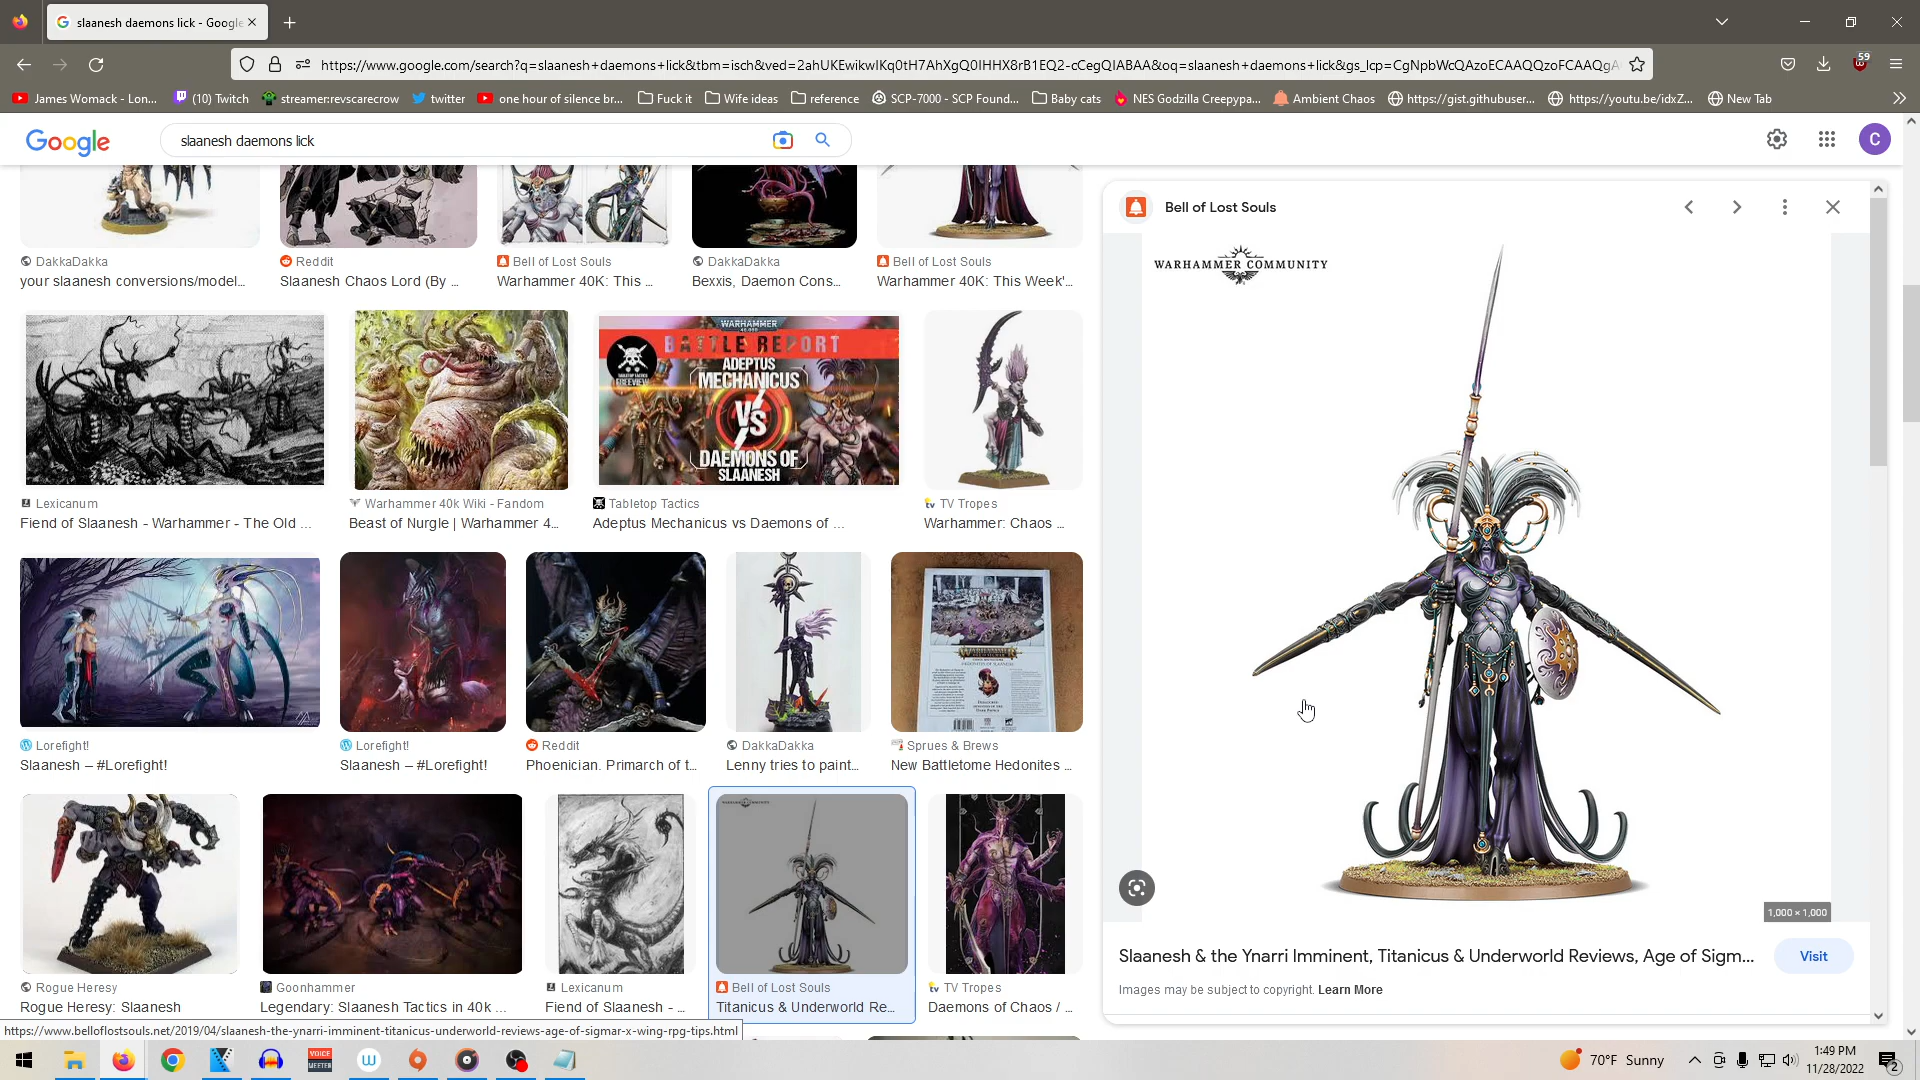 slaanesh daemons lick - Google
https://www.google.com/search?q=slaanesh+daemons+lick&tbm=isch&ved=2ahUKEwikwIKq0tH7AhXgQ0IHHX8rB1EQ2-cCegQIABAA&oq=slaanesh+daemons+lick&gs_lcp=CgNpbWcQAzoECAAQQzoFCAAQgA
59
James Womack - Lon...
(10) Twitch
streamer:revscarecrow
twitter
one hour of silence br...
Fuck it
Wife ideas
reference
SCP-7000 - SCP Found...
Baby cats
NES Godzilla Creepypa...
Ambient Chaos
https://gist.githubuser...
https://youtu.be/idxZ...
New Tab
Google
slaanesh daemons lick
C
DakkaDakka
your slaanesh conversions/model...
Reddit
Slaanesh Chaos Lord (By ...
Bell of Lost Souls
Warhammer 40K: This ...
DakkaDakka
Bexxis, Daemon Cons...
Bell of Lost Souls
Warhammer 40K: This Week'...
WARHAMMER
BATTLE REPORT
ADEPTUS
MECHANICUS
VS
DAEMONS OF
SLAANESH
Lexicanum
Fiend of Slaanesh - Warhammer - The Old ...
Warhammer 40k Wiki - Fandom
Beast of Nurgle | Warhammer 4...
Tabletop Tactics
Adeptus Mechanicus vs Daemons of ...
TV Tropes
Warhammer: Chaos ...
WARHAMMER
Lorefight!
Slaanesh – #Lorefight!
Lorefight!
Slaanesh – #Lorefight!
Reddit
Phoenician. Primarch of t...
DakkaDakka
Lenny tries to paint...
Sprues & Brews
New Battletome Hedonites ...
Rogue Heresy
Rogue Heresy: Slaanesh
Goonhammer
Legendary: Slaanesh Tactics in 40k ...
Lexicanum
Fiend of Slaanesh - ...
Bell of Lost Souls
Titanicus & Underworld Re...
TV Tropes
Daemons of Chaos / ...
Bell of Lost Souls
WARHAMMER COMMUNITY
1,000 × 1,000
Slaanesh & the Ynarri Imminent, Titanicus & Underworld Reviews, Age of Sigm...
Visit
Images may be subject to copyright. Learn More
https://www.belloflostsouls.net/2019/04/slaanesh-the-ynarri-imminent-titanicus-underworld-reviews-age-of-sigmar-x-wing-rpg-tips.html
VOICE
MEETER
70°F Sunny
1:49 PM
11/28/2022
2